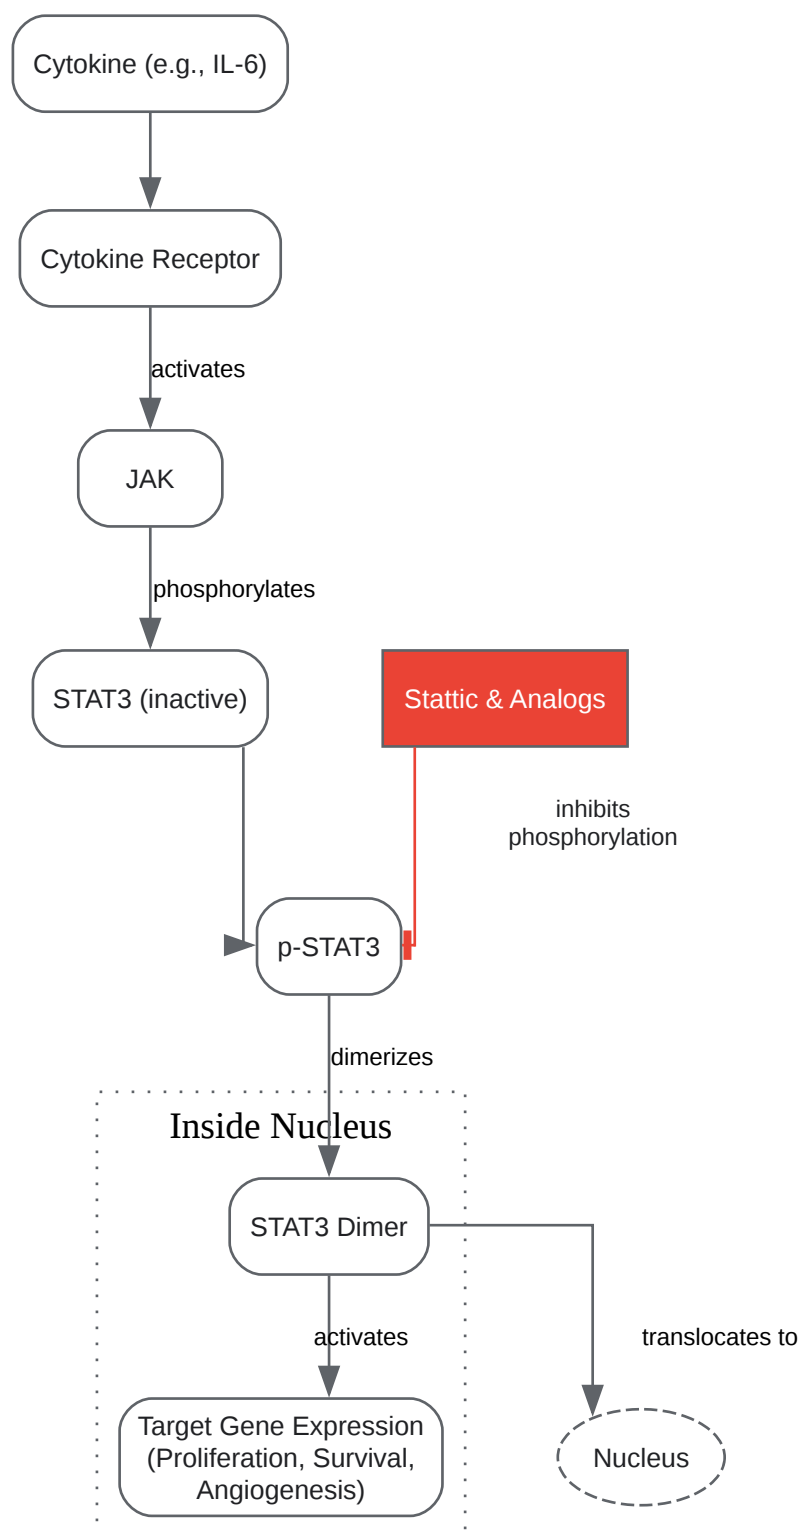 Cytokine (e.g., IL-6)
Cytokine Receptor
activates
JAK
phosphorylates
STAT3 (inactive)
Stattic & Analogs
inhibits
phosphorylation
p-STAT3
dimerizes
Inside Nucleus
STAT3 Dimer
activates
translocates to
Target Gene Expression
(Proliferation, Survival,
Angiogenesis)
Nucleus